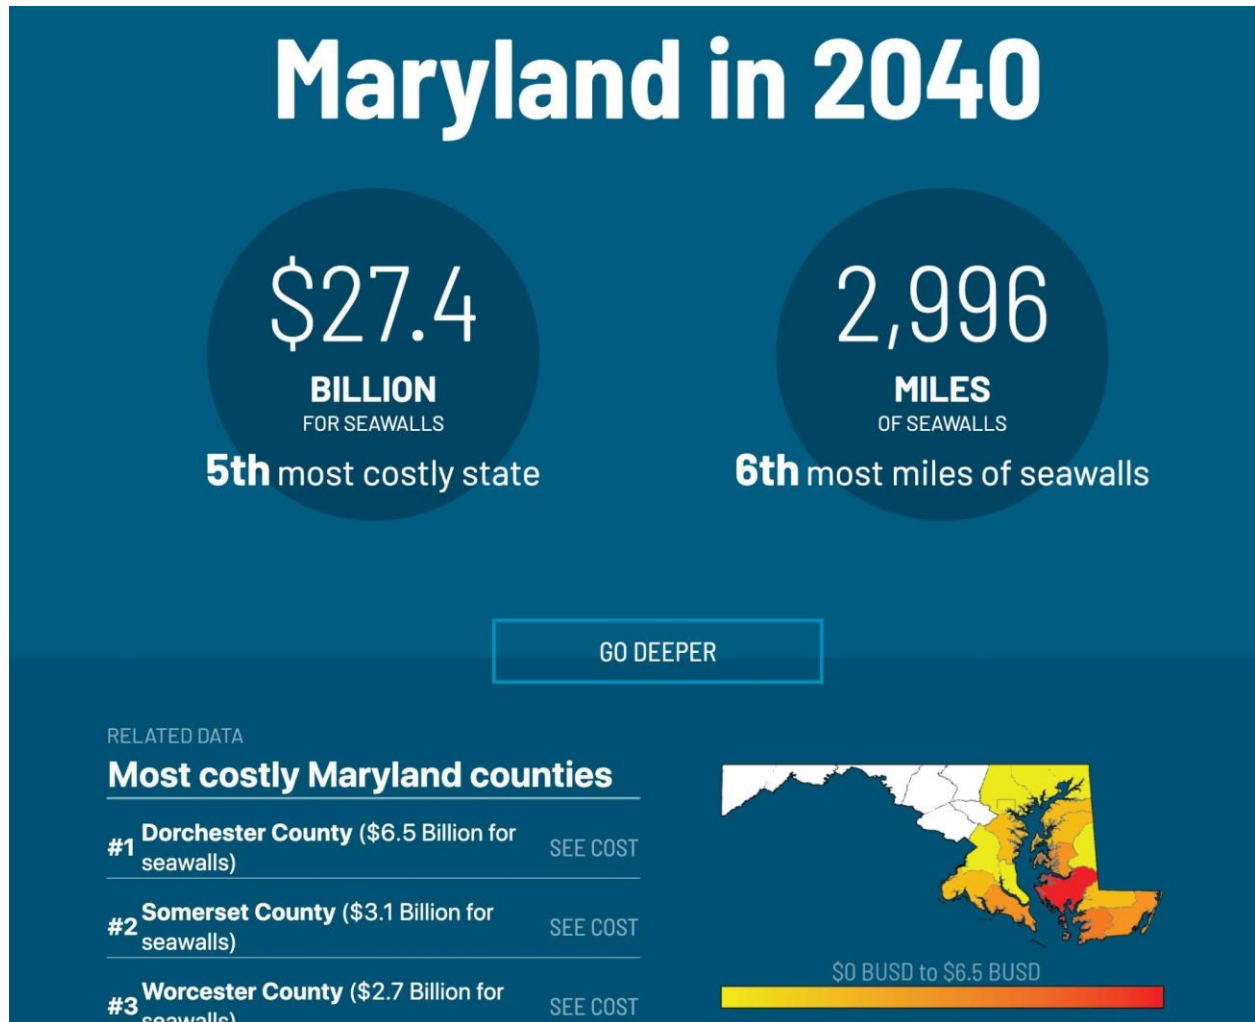 Maryland in 2040
$27.4
BILLION
FOR SEAWALLS
5th most costly state
2,996
MILES
OF SEAWALLS
6th most miles of seawalls
GO DEEPER
RELATED DATA
Most costly Maryland counties
#1 Dorchester County ($6.5 Billion for
seawalls)
SEE COST
#2 Somerset County ($3.1 Billion for
seawalls)
SEE COST
#3 Worcester County ($2.7 Billion for
seawalls)
SEE COST
$0 BUSD to $6.5 BUSD